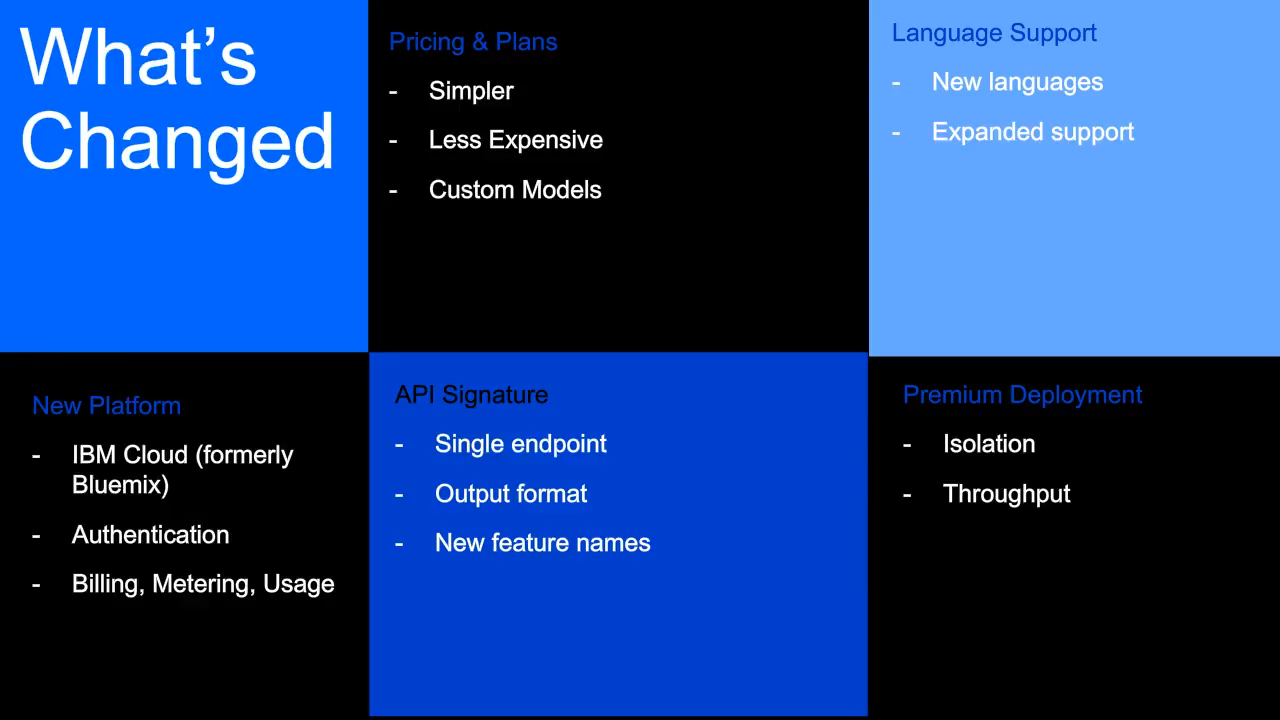 What’s
Changed
Pricing & Plans
- Simpler
- Less Expensive
- Custom Models
Language Support
- New languages
- Expanded support
New Platform
- IBM Cloud (formerly
Bluemix)
- Authentication
- Billing, Metering, Usage
API Signature
- Single endpoint
- Output format
- New feature names
Premium Deployment
- Isolation
- Throughput